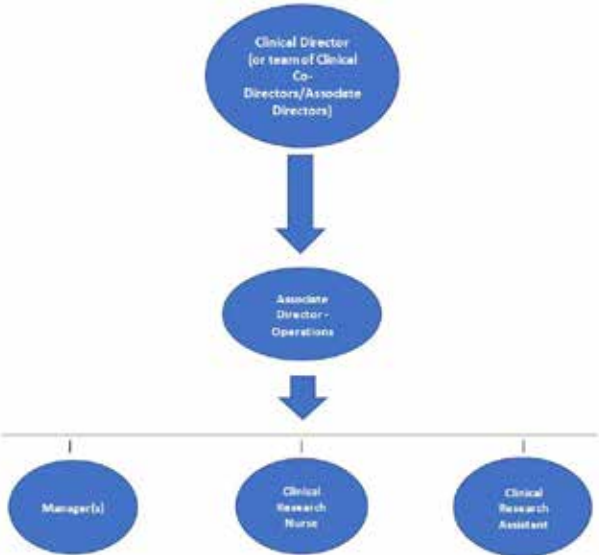 Clinical Director
(or team of Clinical
Co-
Directors/Associate
Directors)
Associate
Director -
Operations
Manager(s)
Clinical
Research
Nurse
Clinical
Research
Assistant